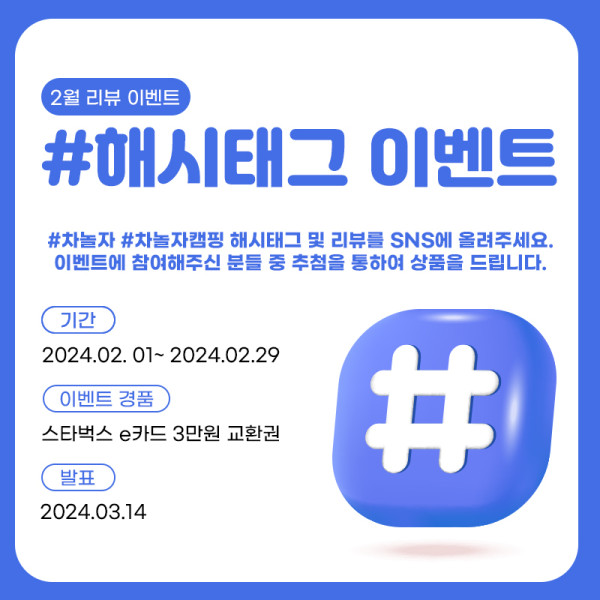 2월 리뷰 이벤트
#해시태그 이벤트
#차놀자 #차놀자캠핑 해시태그 및 리뷰를 SNS에 올려주세요.
이벤트에 참여해주신 분들 중 추첨을 통하여 상품을 드립니다.
기간
2024.02. 01~ 2024.02.29
이벤트 경품
스타벅스 e카드 3만원 교환권
발표
2024.03.14
#